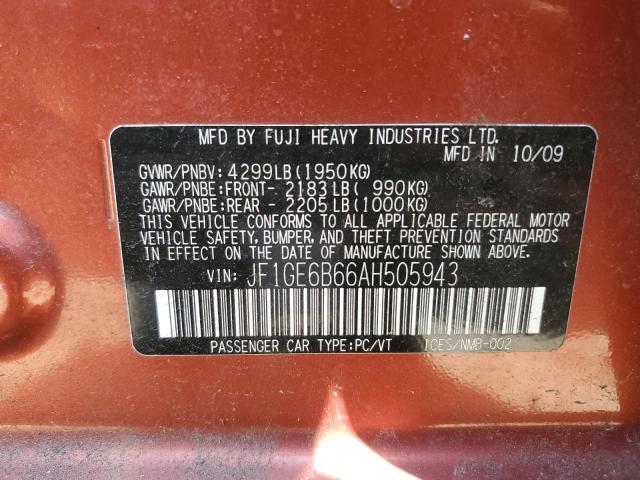 MFD BY FUJI HEAVY INDUSTRIES LTD.
MFD IN 10/09
GVWR/PNBV: 4299LB(1950KG)
GAWR/PNBE:FRONT- 2183LB( 990KG)
GAWR/PNBE:REAR - 2205LB(1000KG)
THIS VEHICLE CONFORMS TO ALL APPLICABLE FEDERAL MOTOR
VEHICLE SAFETY, BUMPER, AND THEFT PREVENTION STANDARDS
IN EFFECT ON THE DATE OF MANUFACTURE SHOWN ABOVE.
VIN: JF1GE6B66AH505943
PASSENGER CAR TYPE:PC/VT ICES/NMB-002